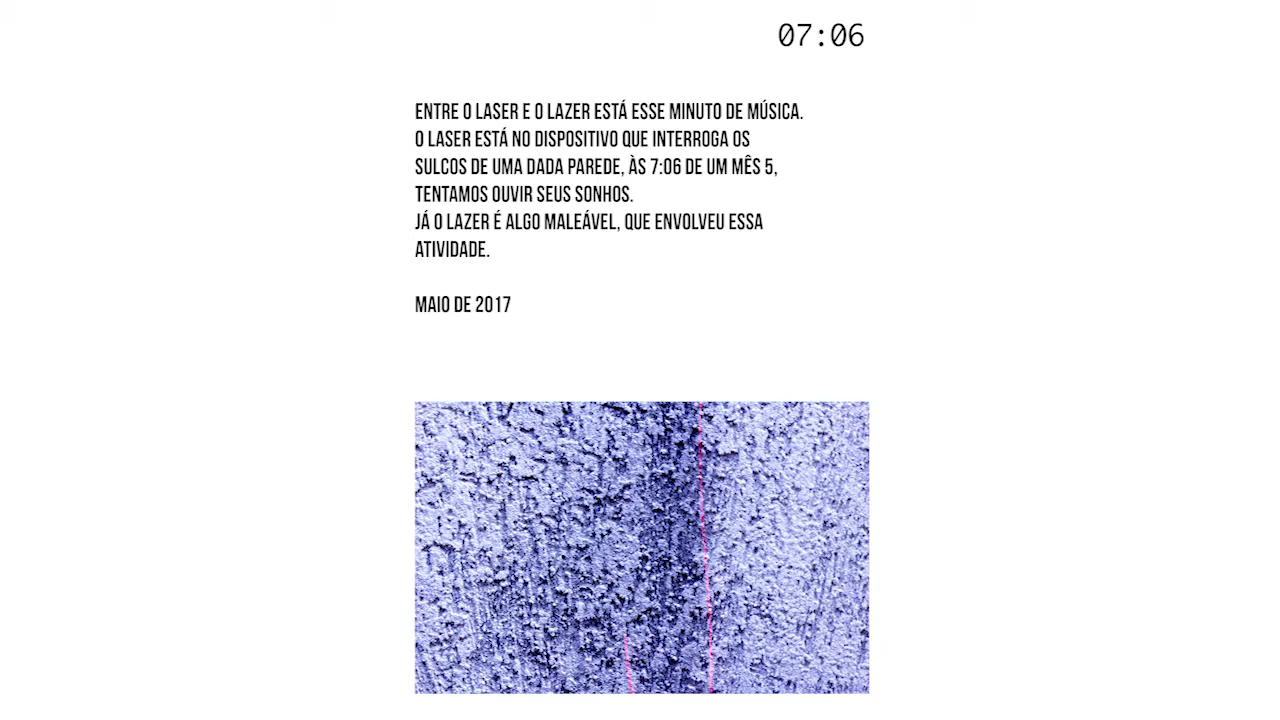 07:06
ENTRE O LASER E O LAZER ESTÁ ESSE MINUTO DE MÚSICA.
O LASER ESTÁ NO DISPOSITIVO QUE INTERROGA OS
SULCOS DE UMA DADA PAREDE, ÀS 7:06 DE UM MÊS 5,
TENTAMOS OUVIR SEUS SONHOS.
JÁ O LAZER É ALGO MALEÁVEL, QUE ENVOLVEU ESSA
ATIVIDADE.
MAIO DE 2017